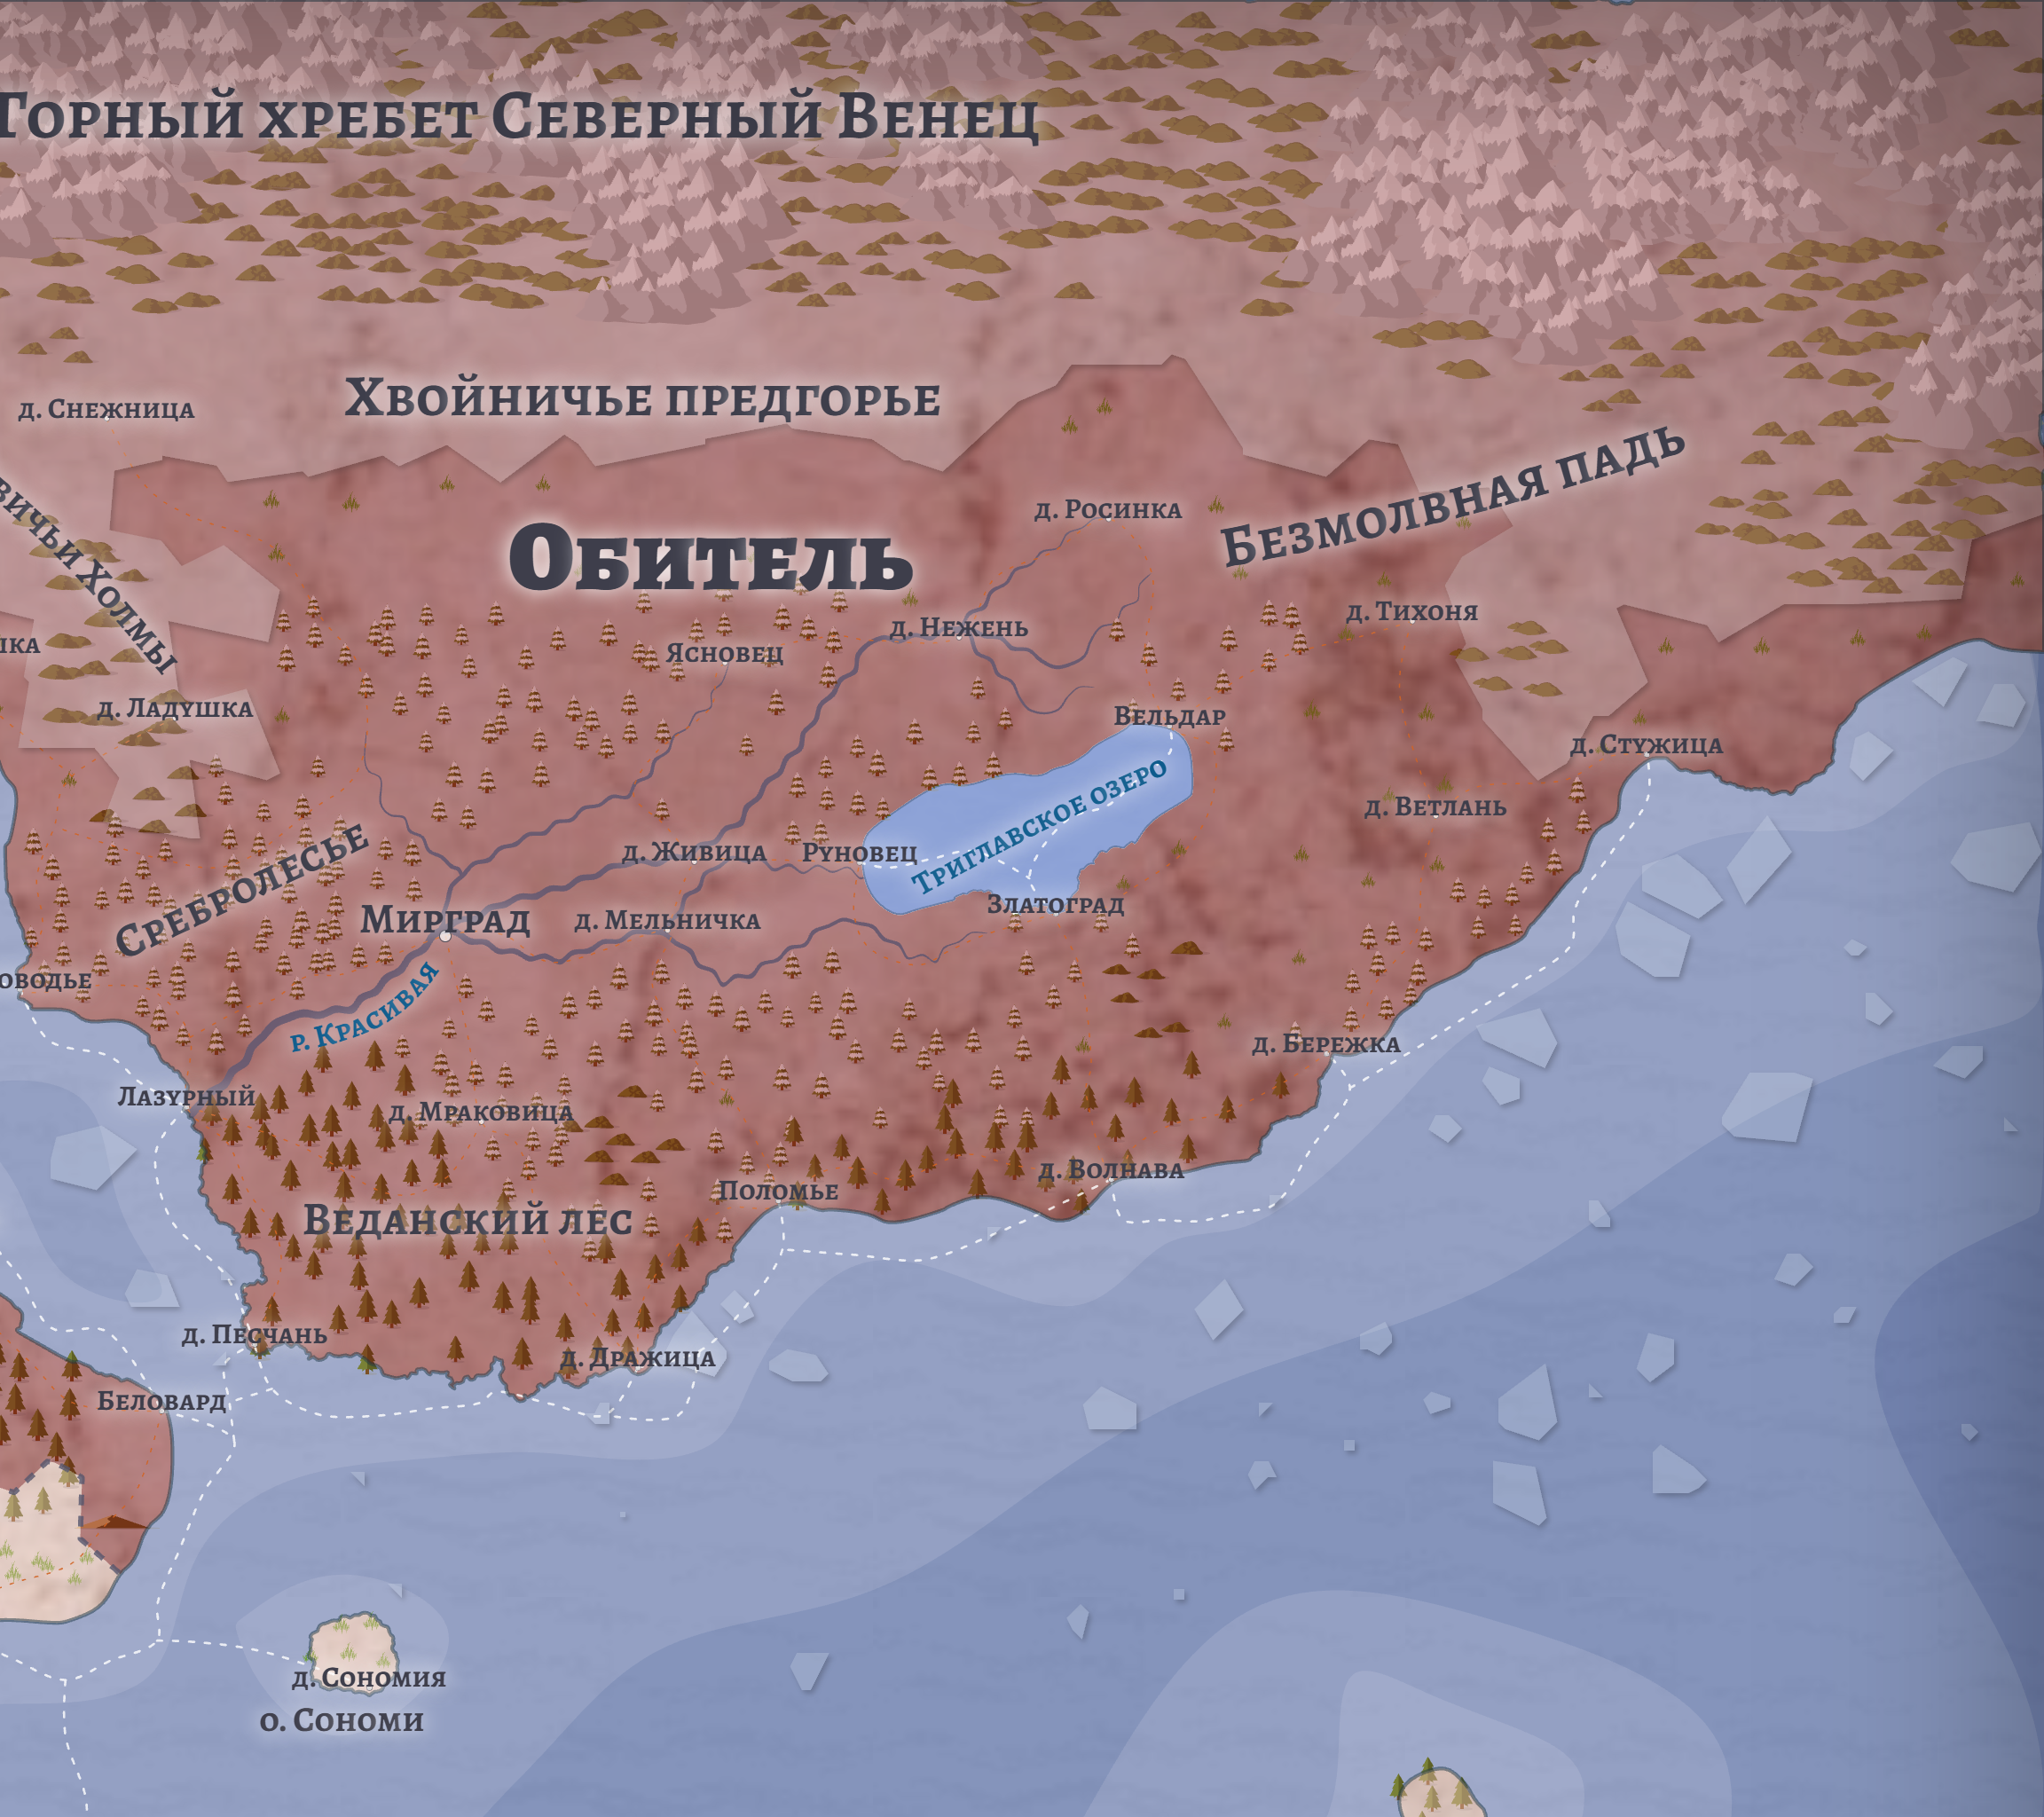 Горный хребет Северный Венец
Хвойничье предгорье
д. Снежница
Безмолвная падь
д. Росинка
Обитель
вичьи Холмы
д. Тихоня
д. Нежень
шка
Ясновец
д. Ладушка
Вельдар
д. Стужица
Триглавское озеро
д. Ветлань
Сребролесье
д. Живица
Руновец
Златоград
Мирград
д. Мельничка
оводье
р. Красивая
д. Бережка
Лазурный
д. Мраковица
д. Волнава
Поломье
Веданский лес
д. Песчань
д. Дражица
Беловард
д. Сономия
о. Сономи